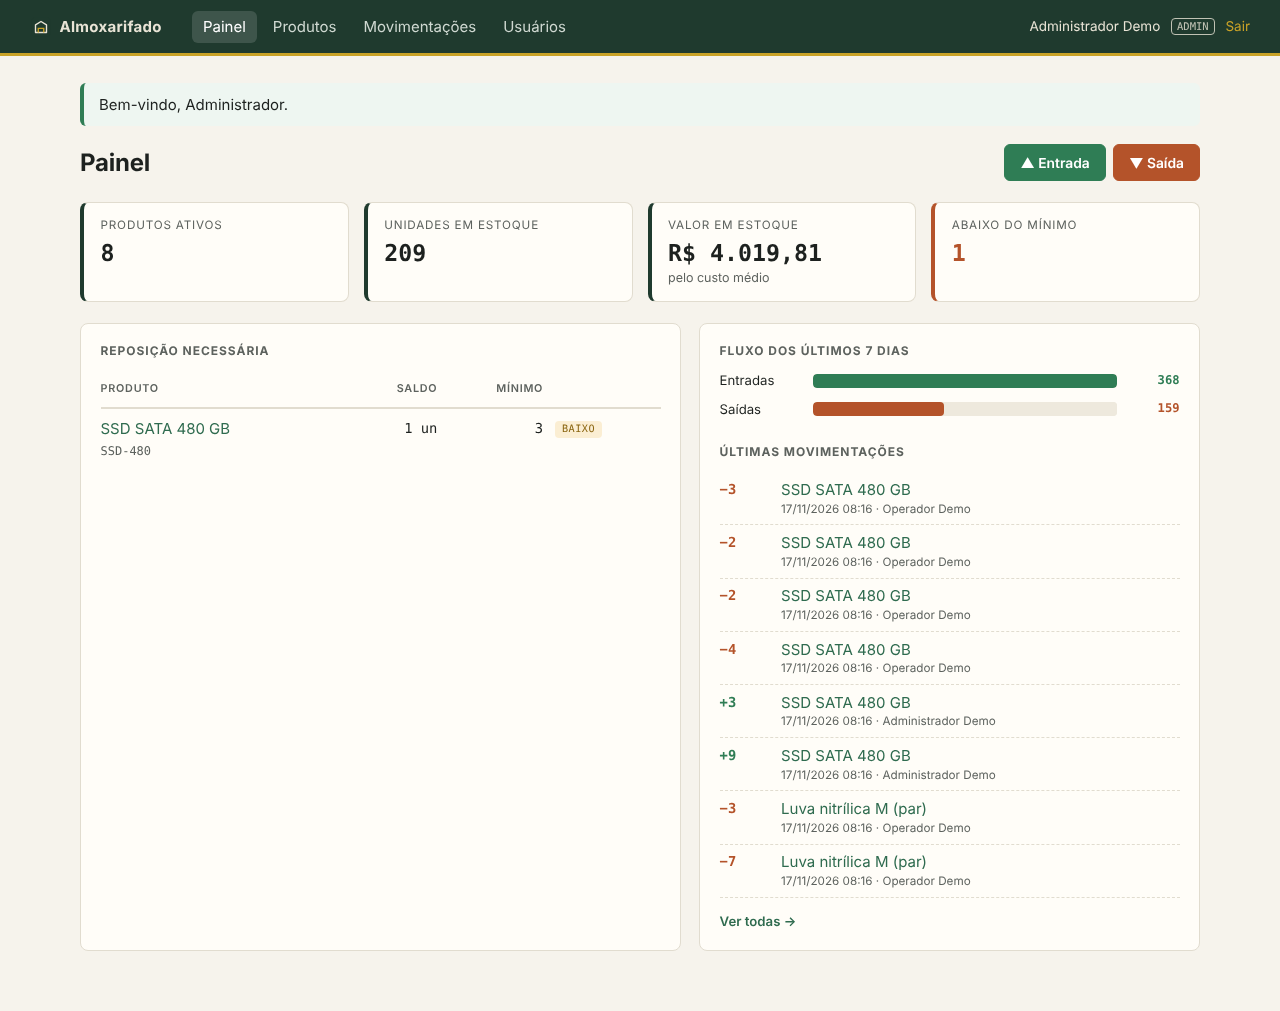 Almoxarifado Painel Produtos Movimentações Usuários Administrador Demo ADMIN Sair
Bem-vindo, Administrador.
Painel
▲ Entrada ▼ Saída
PRODUTOS ATIVOS
8
UNIDADES EM ESTOQUE
209
VALOR EM ESTOQUE
R$ 4.019,81
pelo custo médio
ABAIXO DO MÍNIMO
1
REPOSIÇÃO NECESSÁRIA
PRODUTO SALDO MÍNIMO
SSD SATA 480 GB 1 un 3 BAIXO
SSD-480
FLUXO DOS ÚLTIMOS 7 DIAS
Entradas 368
Saídas 159
ÚLTIMAS MOVIMENTAÇÕES
−3 SSD SATA 480 GB
17/11/2026 08:16 · Operador Demo
−2 SSD SATA 480 GB
17/11/2026 08:16 · Operador Demo
−2 SSD SATA 480 GB
17/11/2026 08:16 · Operador Demo
−4 SSD SATA 480 GB
17/11/2026 08:16 · Operador Demo
+3 SSD SATA 480 GB
17/11/2026 08:16 · Administrador Demo
+9 SSD SATA 480 GB
17/11/2026 08:16 · Administrador Demo
−3 Luva nitrílica M (par)
17/11/2026 08:16 · Operador Demo
−7 Luva nitrílica M (par)
17/11/2026 08:16 · Operador Demo
Ver todas →